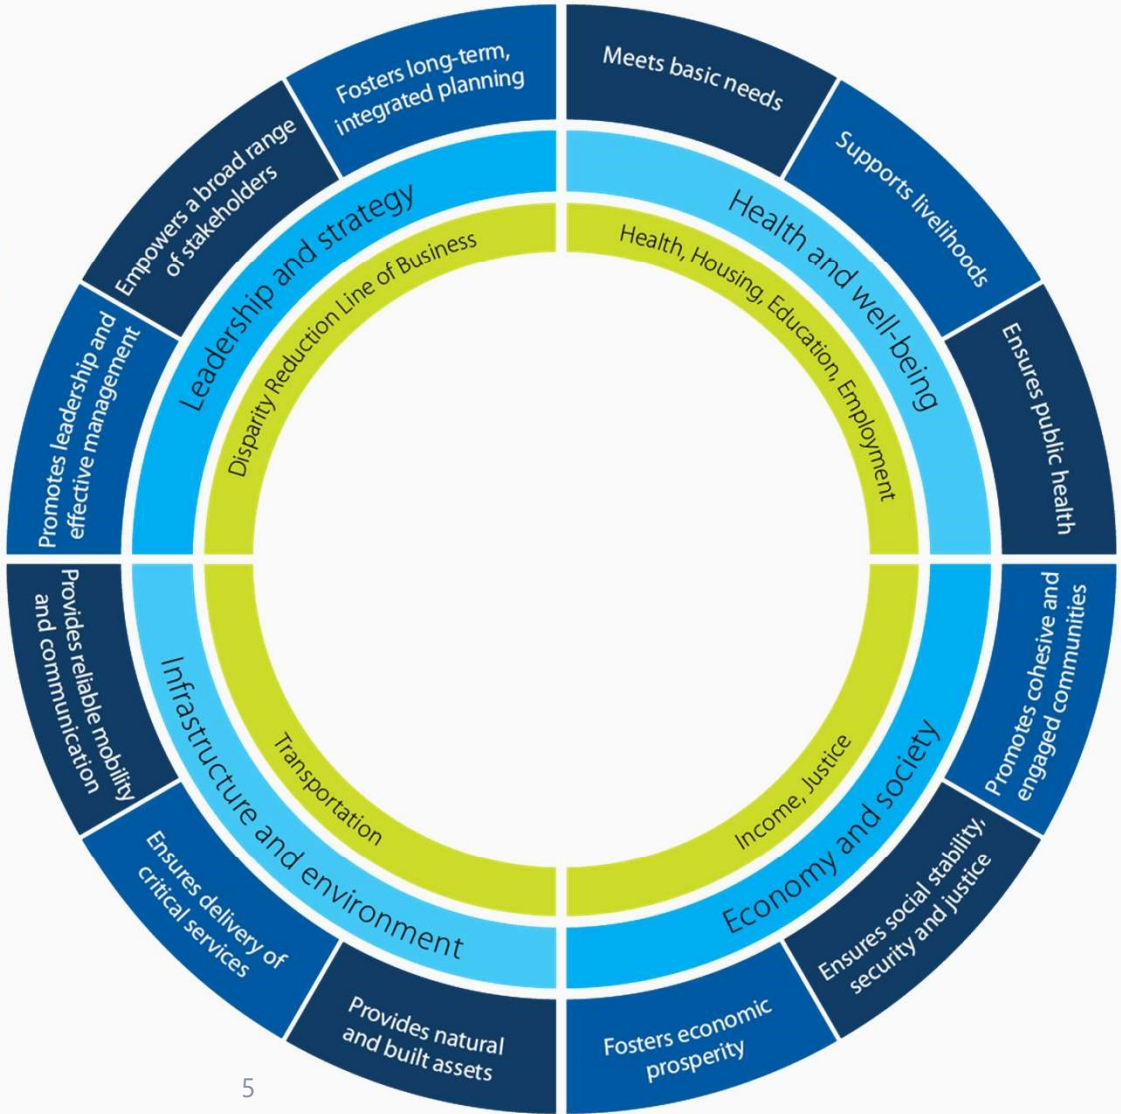 Meets basic needs
Supports livelihoods
Ensures public health
Promotes cohesive and
engaged communities
Ensures social stability,
security and justice
Fosters economic
prosperity
Provides natural
and built assets
Ensures delivery of
critical services
Provides reliable mobility
and communication
Promotes leadership and
effective management
Empowers a broad range
of stakeholders
Fosters long-term,
integrated planning
Health and well-being
Economy and society
Infrastructure and environment
Leadership and strategy
Health, Housing, Education, Employment
Income, Justice
Transportation
Disparity Reduction Line of Business
5